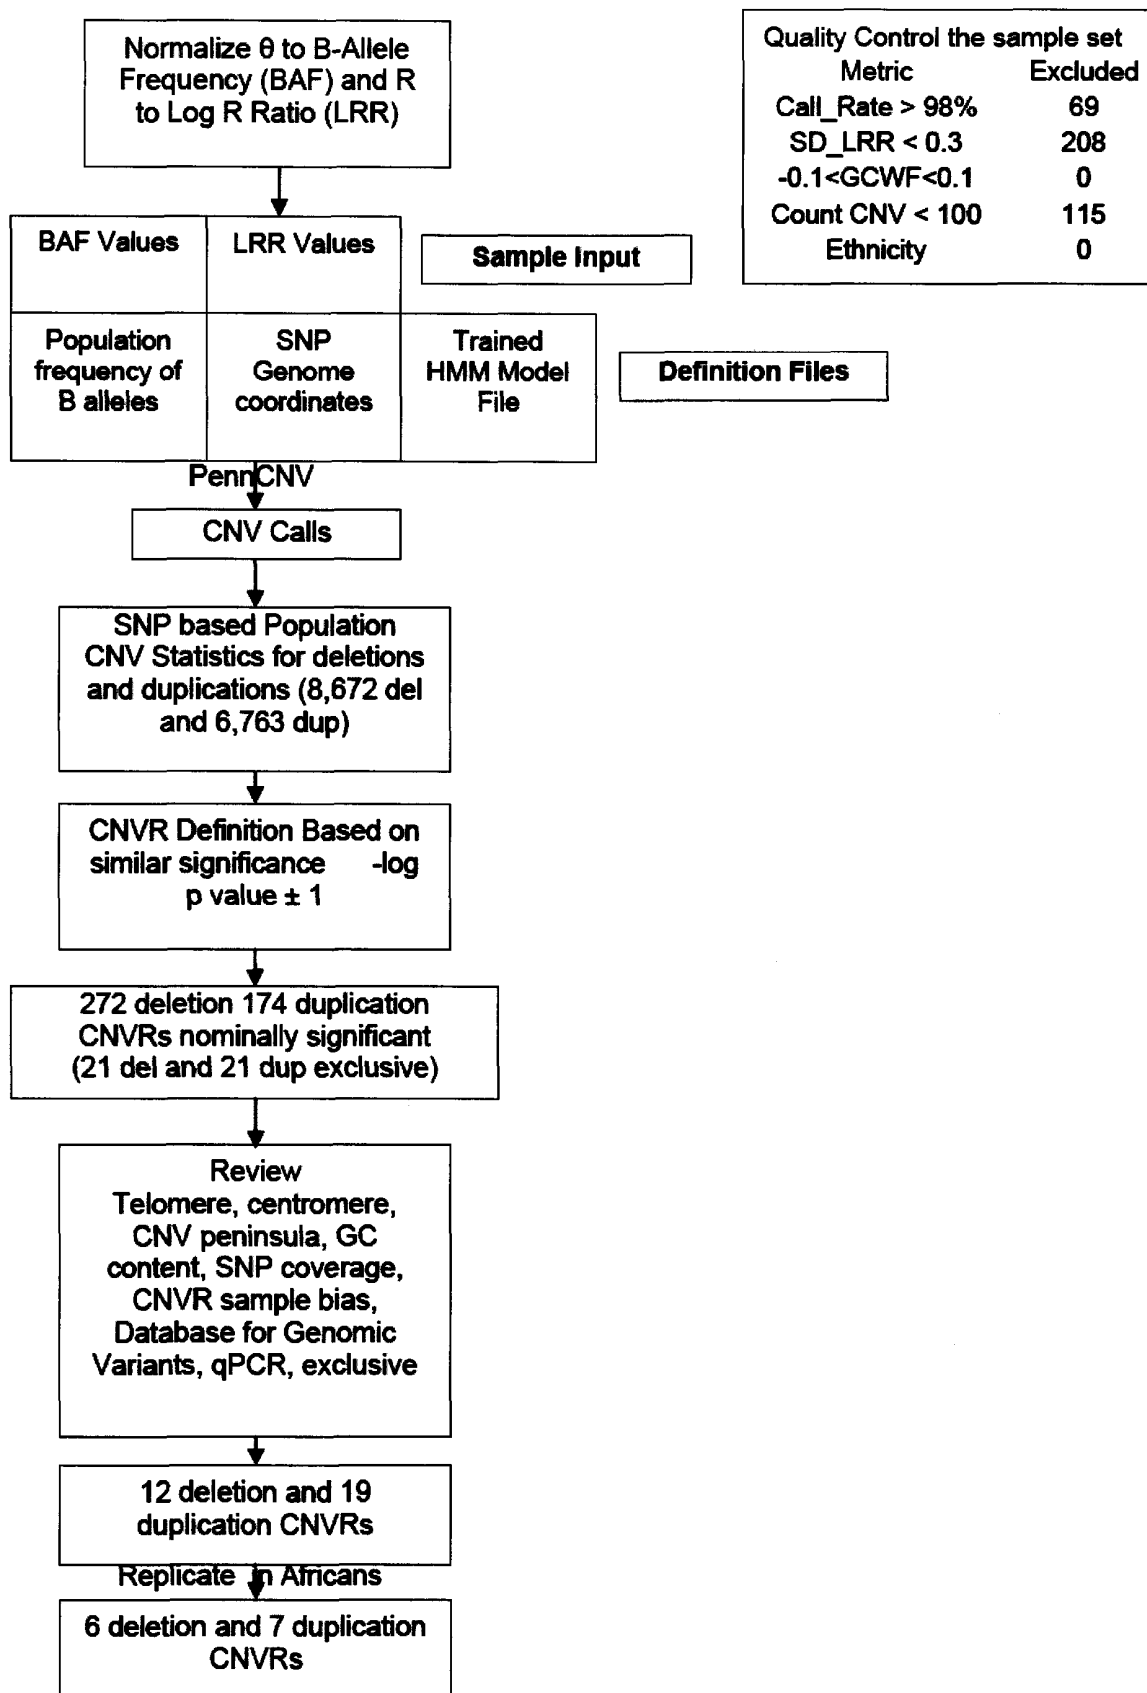 Normalize θ to B-Allele
Frequency (BAF) and R
to Log R Ratio (LRR)
Quality Control the sample set
Metric Excluded
Call_Rate > 98% 69
SD_LRR < 0.3 208
-0.1<GCWF<0.1 0
Count CNV < 100 115
Ethnicity 0
BAF Values
LRR Values
Sample Input
Population
frequency of
B alleles
SNP
Genome
coordinates
Trained
HMM Model
File
Definition Files
PennCNV
CNV Calls
SNP based Population
CNV Statistics for deletions
and duplications (8,672 del
and 6,763 dup)
CNVR Definition Based on
similar significance -log
p value ± 1
272 deletion 174 duplication
CNVRs nominally significant
(21 del and 21 dup exclusive)
Review
Telomere, centromere,
CNV peninsula, GC
content, SNP coverage,
CNVR sample bias,
Database for Genomic
Variants, qPCR, exclusive
12 deletion and 19
duplication CNVRs
Replicate in Africans
6 deletion and 7 duplication
CNVRs